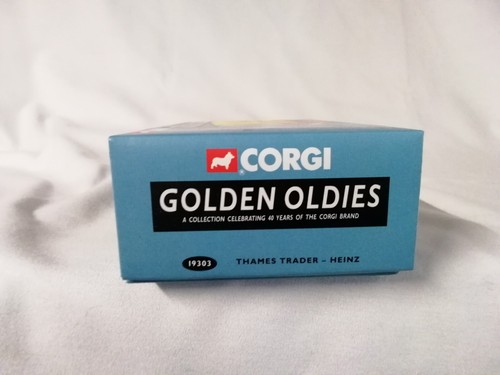 CORGI
GOLDEN OLDIES
A COLLECTION CELEBRATING 40 YEARS OF THE CORGI BRAND
19303 THAMES TRADER – HEINZ